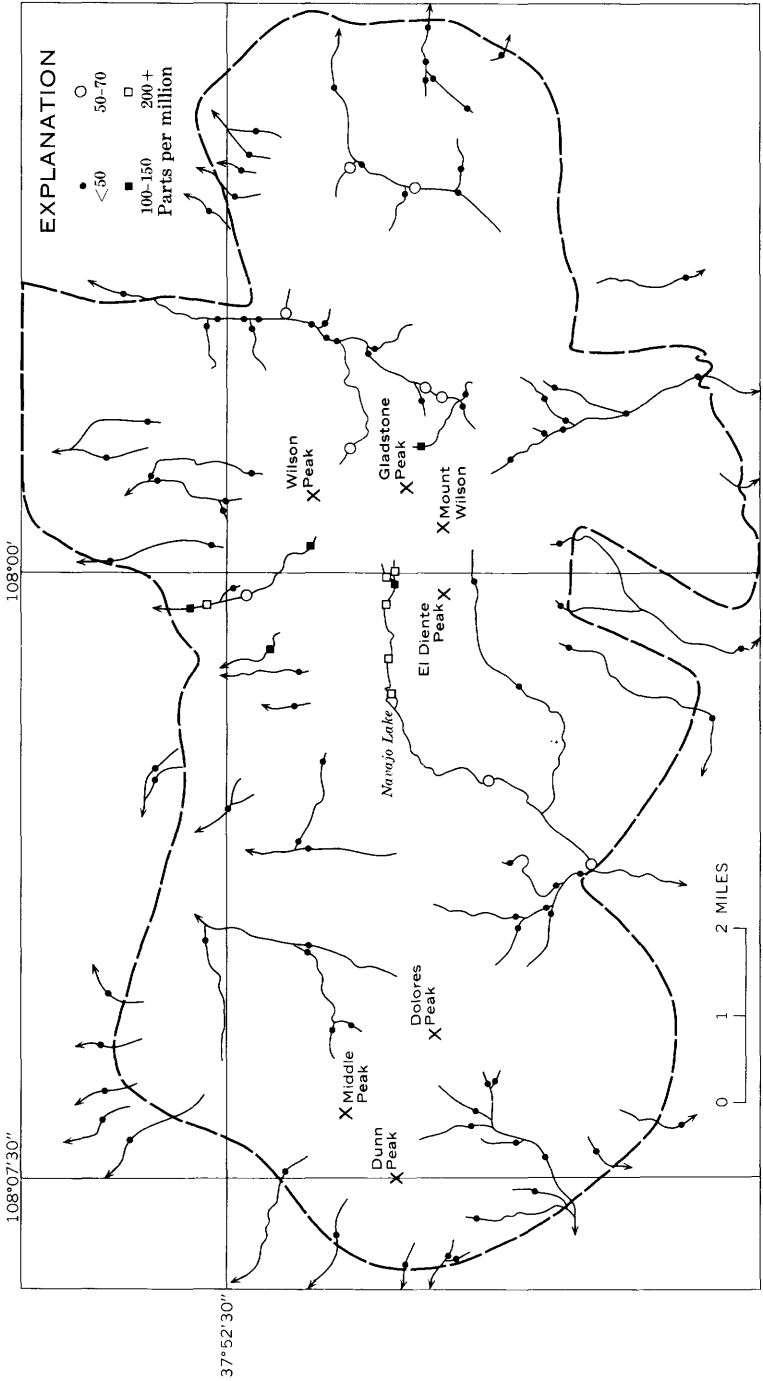 108°07'30"
108°00'
EXPLANATION
<50
50-70
100-150
200+
Parts per million
37°52'30"
Wilson
Peak
Gladstone
Peak
Mount
Wilson
El Diente
Peak
Navajo Lake
Middle
Peak
Dolores
Peak
Dunn
Peak
0 1 2 MILES